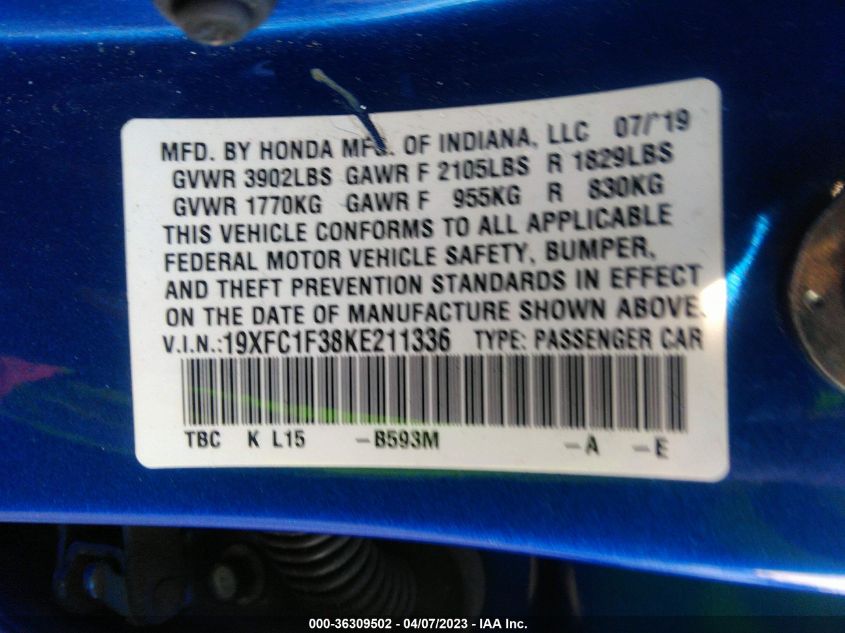 MFD. BY HONDA MFG. OF INDIANA, LLC 07/19
GVWR 3902LBS GAWR F 2105LBS R 1829LBS
GVWR 1770KG GAWR F 955KG R 830KG
THIS VEHICLE CONFORMS TO ALL APPLICABLE
FEDERAL MOTOR VEHICLE SAFETY, BUMPER,
AND THEFT PREVENTION STANDARDS IN EFFECT
ON THE DATE OF MANUFACTURE SHOWN ABOVE.
V.I.N.:19XFC1F38KE211336 TYPE: PASSENGER CAR
TBC K L15 -B593M -A -E
000-36309502 - 04/07/2023 - IAA Inc.